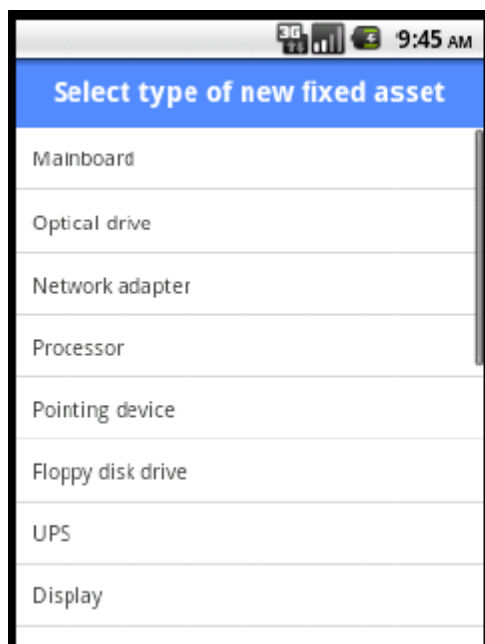 3G 9:45 AM
Select type of new fixed asset
Mainboard
Optical drive
Network adapter
Processor
Pointing device
Floppy disk drive
UPS
Display